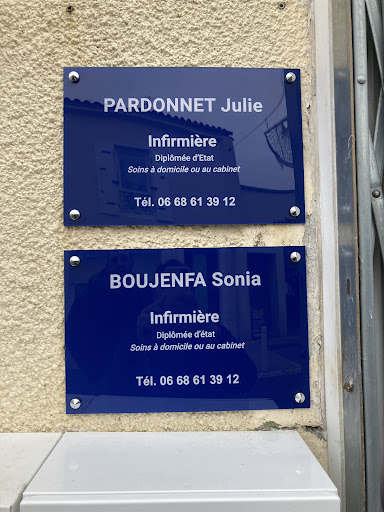 PARDONNET Julie
Infirmière
Diplômée d'Etat
Soins à domicile ou au cabinet
Tél. 06 68 61 39 12
BOUJENFA Sonia
Infirmière
Diplômée d'état
Soins à domicile ou au cabinet
Tél. 06 68 61 39 12